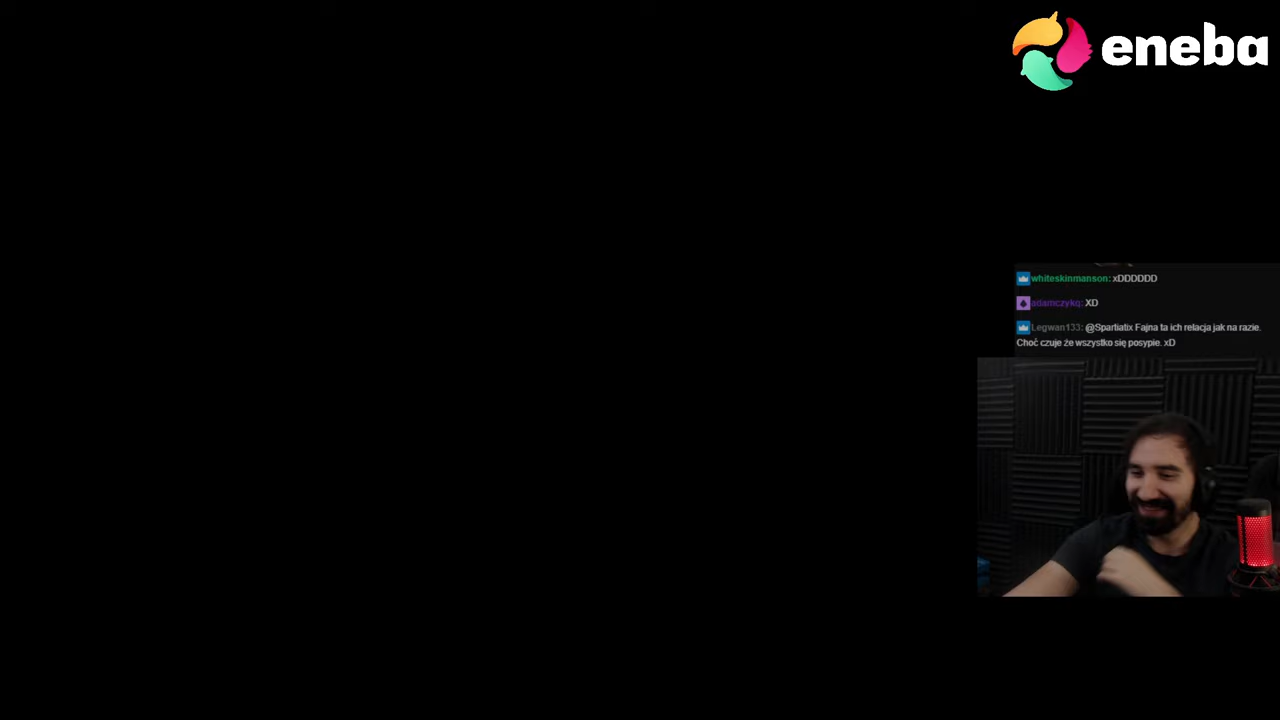 eneba
whiteskinmanson: xDDDDDD
adamczykq: XD
Legwan133: @Spartiatix Fajna ta ich relacja jak na razie.
Choć czuje że wszystko się posypie. xD